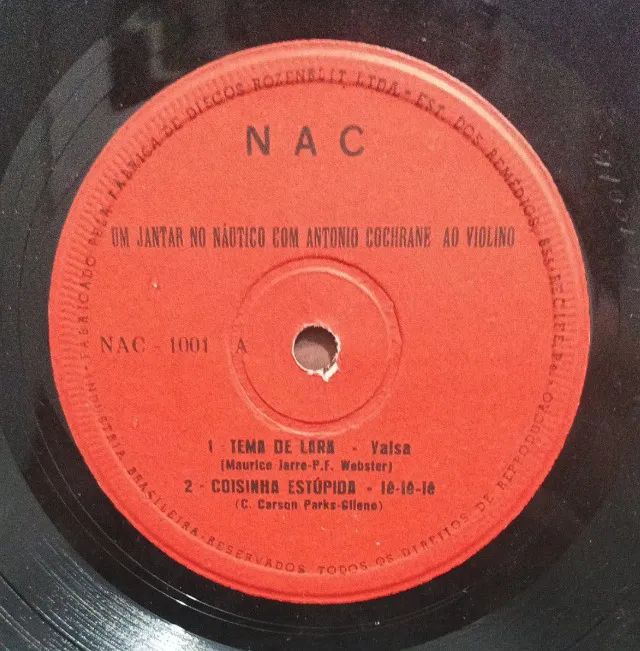 NAC
UM JANTAR NO NÁUTICO COM ANTONIO COCHRANE AO VIOLINO
NAC - 1001 A
1 - TEMA DE LARA - Valsa
(Maurice Jarre-P.F. Webster)
2 - COISINHA ESTÚPIDA - iê-iê-iê
(C. Carson Parks-Gileno)
FABRICADO PELA FÁBRICA DE DISCOS ROZENBLIT LTDA - EST. DOS REMÉDIOS, RECIFE, Pe.
INDÚSTRIA BRASILEIRA - RESERVADOS TODOS OS DIREITOS DE REPRODUÇÃO